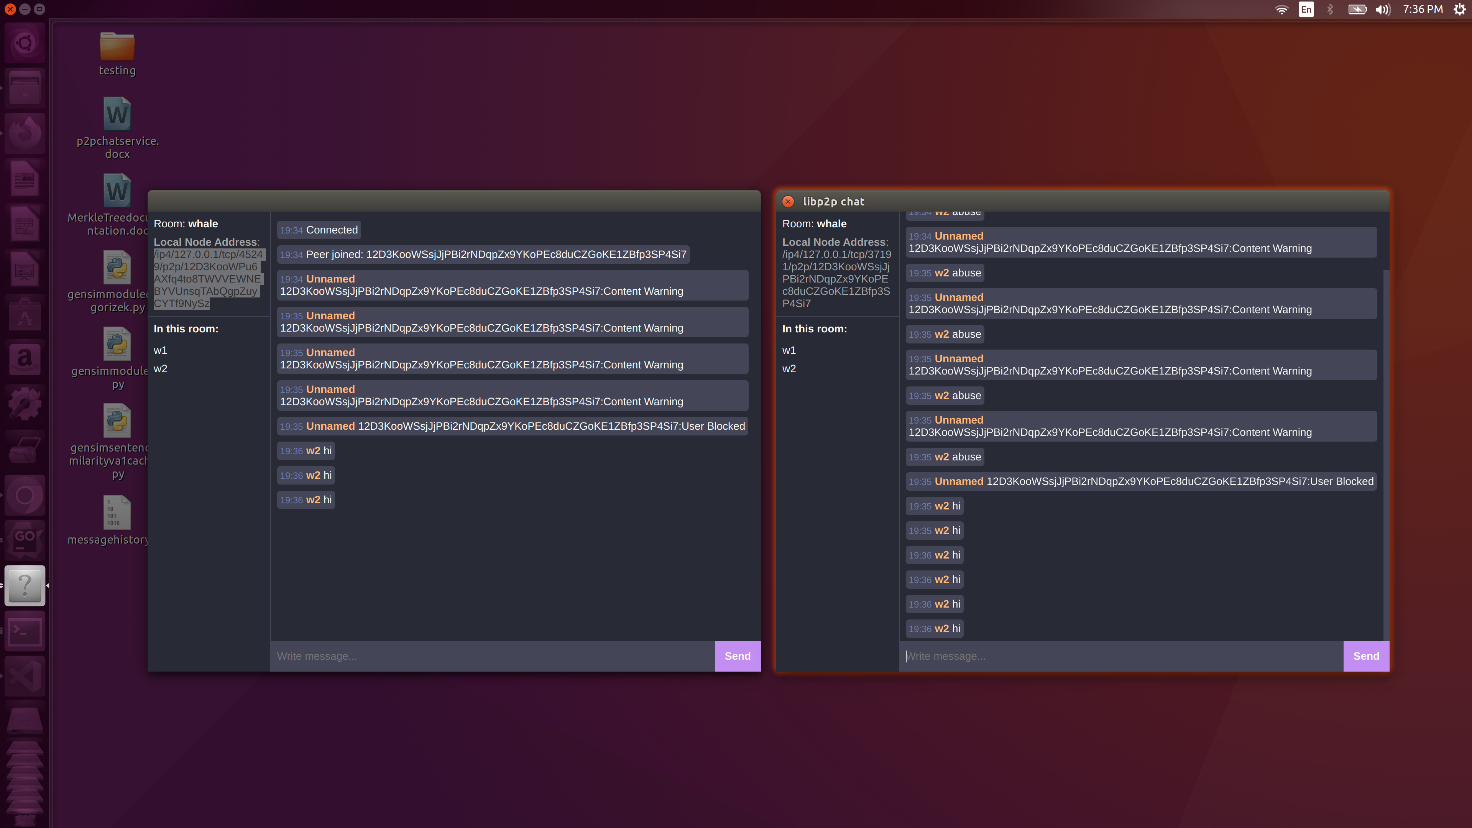 En
7:36 PM
testing
p2pchatservice.
docx
MerkleTreedocu
ntation.doc
gensimmodule
gorizek.py
gensimmodule
py
gensimsentenc
milarityva1cach
py
messagehistory
Room: whale
Local Node Address:
/ip4/127.0.0.1/tcp/4524
9/p2p/12D3KooWPu6
AXfq4to8TWVVEWNE
BYVUnsqTAbQgpZuy
CYTf9NySz
In this room:
w1
w2
19:34 Connected
19:34 Peer joined: 12D3KooWSsjJjPBi2rNDqpZx9YKoPEc8duCZGoKE1ZBfp3SP4Si7
19:34 Unnamed
12D3KooWSsjJjPBi2rNDqpZx9YKoPEc8duCZGoKE1ZBfp3SP4Si7:Content Warning
19:35 Unnamed
12D3KooWSsjJjPBi2rNDqpZx9YKoPEc8duCZGoKE1ZBfp3SP4Si7:Content Warning
19:35 Unnamed
12D3KooWSsjJjPBi2rNDqpZx9YKoPEc8duCZGoKE1ZBfp3SP4Si7:Content Warning
19:35 Unnamed
12D3KooWSsjJjPBi2rNDqpZx9YKoPEc8duCZGoKE1ZBfp3SP4Si7:Content Warning
19:35 Unnamed 12D3KooWSsjJjPBi2rNDqpZx9YKoPEc8duCZGoKE1ZBfp3SP4Si7:User Blocked
19:36 w2 hi
19:36 w2 hi
19:36 w2 hi
Write message...
Send
libp2p chat
Room: whale
Local Node Address:
/ip4/127.0.0.1/tcp/3719
1/p2p/12D3KooWSsjJj
PBi2rNDqpZx9YKoPE
c8duCZGoKE1ZBfp3S
P4Si7
In this room:
w1
w2
19:34 w2 abuse
19:34 Unnamed
12D3KooWSsjJjPBi2rNDqpZx9YKoPEc8duCZGoKE1ZBfp3SP4Si7:Content Warning
19:35 w2 abuse
19:35 Unnamed
12D3KooWSsjJjPBi2rNDqpZx9YKoPEc8duCZGoKE1ZBfp3SP4Si7:Content Warning
19:35 w2 abuse
19:35 Unnamed
12D3KooWSsjJjPBi2rNDqpZx9YKoPEc8duCZGoKE1ZBfp3SP4Si7:Content Warning
19:35 w2 abuse
19:35 Unnamed
12D3KooWSsjJjPBi2rNDqpZx9YKoPEc8duCZGoKE1ZBfp3SP4Si7:Content Warning
19:35 w2 abuse
19:35 Unnamed 12D3KooWSsjJjPBi2rNDqpZx9YKoPEc8duCZGoKE1ZBfp3SP4Si7:User Blocked
19:35 w2 hi
19:35 w2 hi
19:36 w2 hi
19:36 w2 hi
19:36 w2 hi
19:36 w2 hi
Write message...
Send